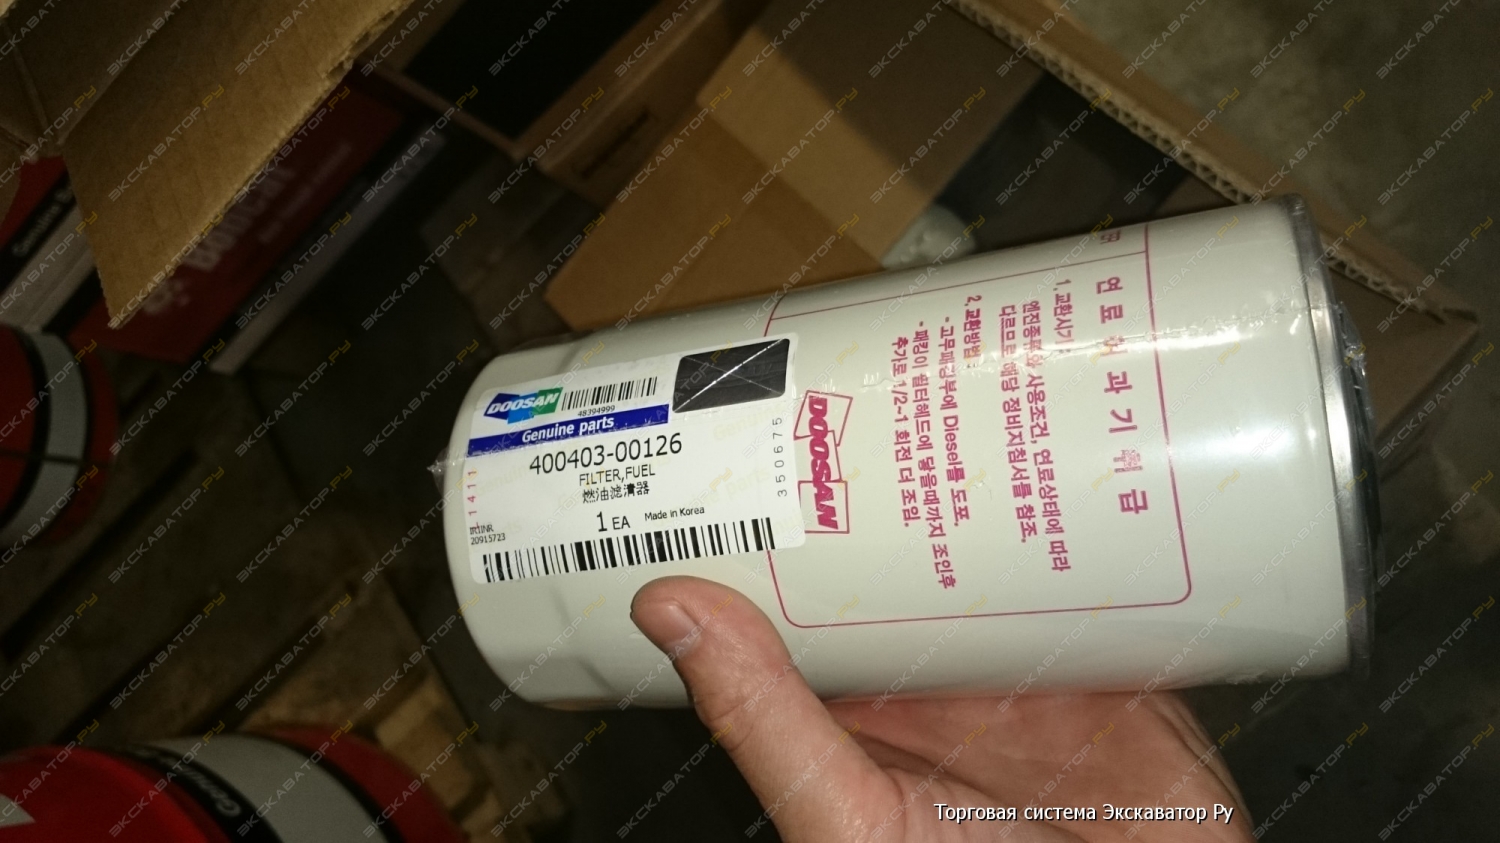 DOOSAN
48394999
Genuine parts
400403-00126
FILTER,FUEL
燃油滤清器
1 EA Made in Korea
20915723
11411
350675
DOOSAN
연료여과기취급
1. 교환시기:
엔진종류와 사용조건, 연료상태에 따라
다르므로 해당 정비지침서를 참조.
2. 교환방법:
- 고무패킹부에 Diesel를 도포.
- 패킹이 필터헤드에 닿을때까지 조인후
추가로 1/2~1 회전 더 조임.
bobcat
Genuine
ЭКСКАВАТОР.РУ
Торговая система Экскаватор Ру